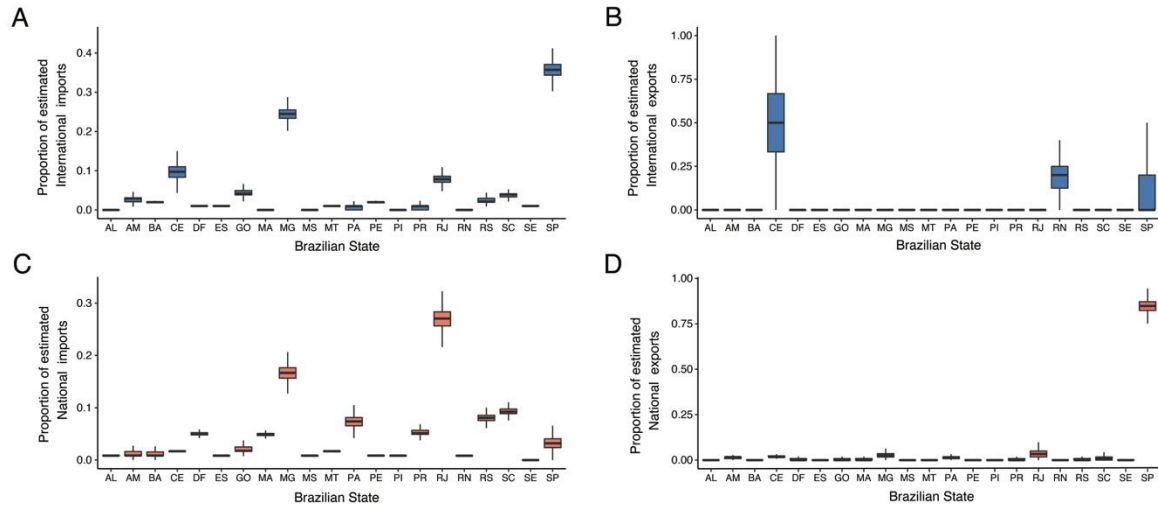 A
Proportion of estimated
International imports
0.4
0.3
0.2
0.1
0.0
AL AM BA CE DF ES GO MA MG MS MT PA PE PI PR RJ RN RS SC SE SP
Brazilian State
B
Proportion of estimated
International exports
1.00
0.75
0.50
0.25
0.00
AL AM BA CE DF ES GO MA MG MS MT PA PE PI PR RJ RN RS SC SE SP
Brazilian State
C
Proportion of estimated
National imports
0.3
0.2
0.1
0.0
AL AM BA CE DF ES GO MA MG MS MT PA PE PI PR RJ RN RS SC SE SP
Brazilian State
D
Proportion of estimated
National exports
1.00
0.75
0.50
0.25
0.00
AL AM BA CE DF ES GO MA MG MS MT PA PE PI PR RJ RN RS SC SE SP
Brazilian State